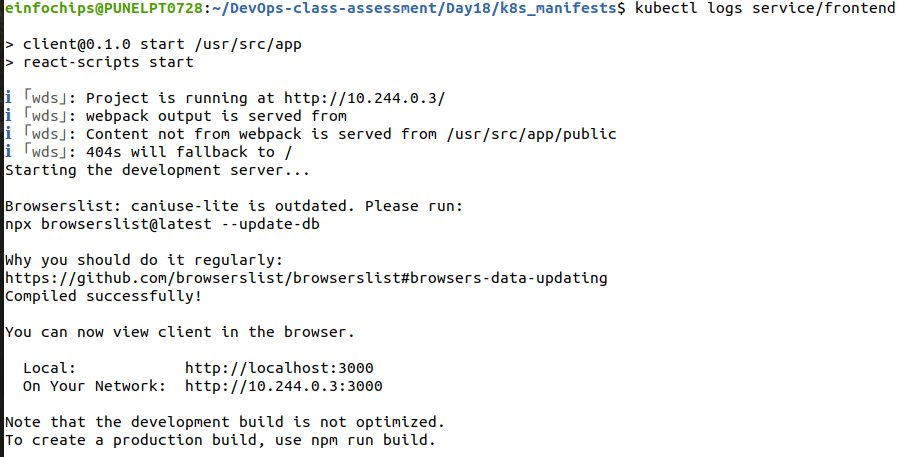 einfochips@PUNELPT0728:~/DevOps-class-assessment/Day18/k8s_manifests$ kubectl logs service/frontend
> client@0.1.0 start /usr/src/app
> react-scripts start
ℹ ｢wds｣: Project is running at http://10.244.0.3/
ℹ ｢wds｣: webpack output is served from
ℹ ｢wds｣: Content not from webpack is served from /usr/src/app/public
ℹ ｢wds｣: 404s will fallback to /
Starting the development server...
Browserslist: caniuse-lite is outdated. Please run:
npx browserslist@latest --update-db
Why you should do it regularly:
https://github.com/browserslist/browserslist#browsers-data-updating
Compiled successfully!
You can now view client in the browser.
Local: http://localhost:3000
On Your Network: http://10.244.0.3:3000
Note that the development build is not optimized.
To create a production build, use npm run build.